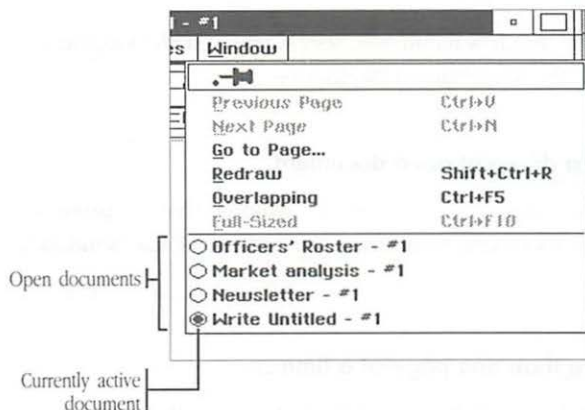 - #1
es Window
Previous Page Ctrl+V
Next Page Ctrl+N
Go to Page...
Redraw Shift+Ctrl+R
Overlapping Ctrl+F5
Full-Sized Ctrl+F10
Officers' Roster - #1
Market analysis - #1
Newsletter - #1
Write Untitled - #1
Open documents
Currently active
document